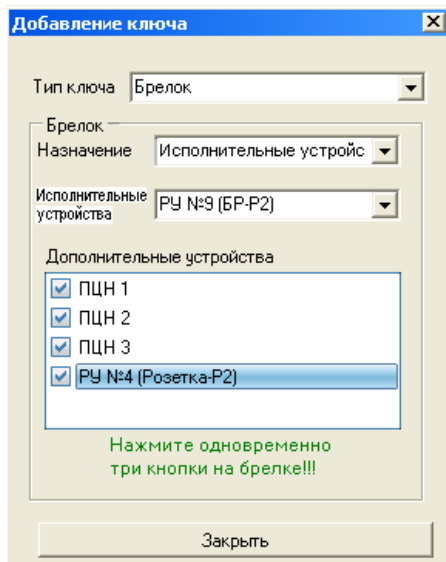 Добавление ключа
Тип ключа Брелок
Брелок
Назначение Исполнительные устройс
Исполнительные
устройства РУ №9 (БР-Р2)
Дополнительные устройства
ПЦН 1
ПЦН 2
ПЦН 3
РУ №4 (Розетка-Р2)
Нажмите одновременно
три кнопки на брелке!!!
Закрыть